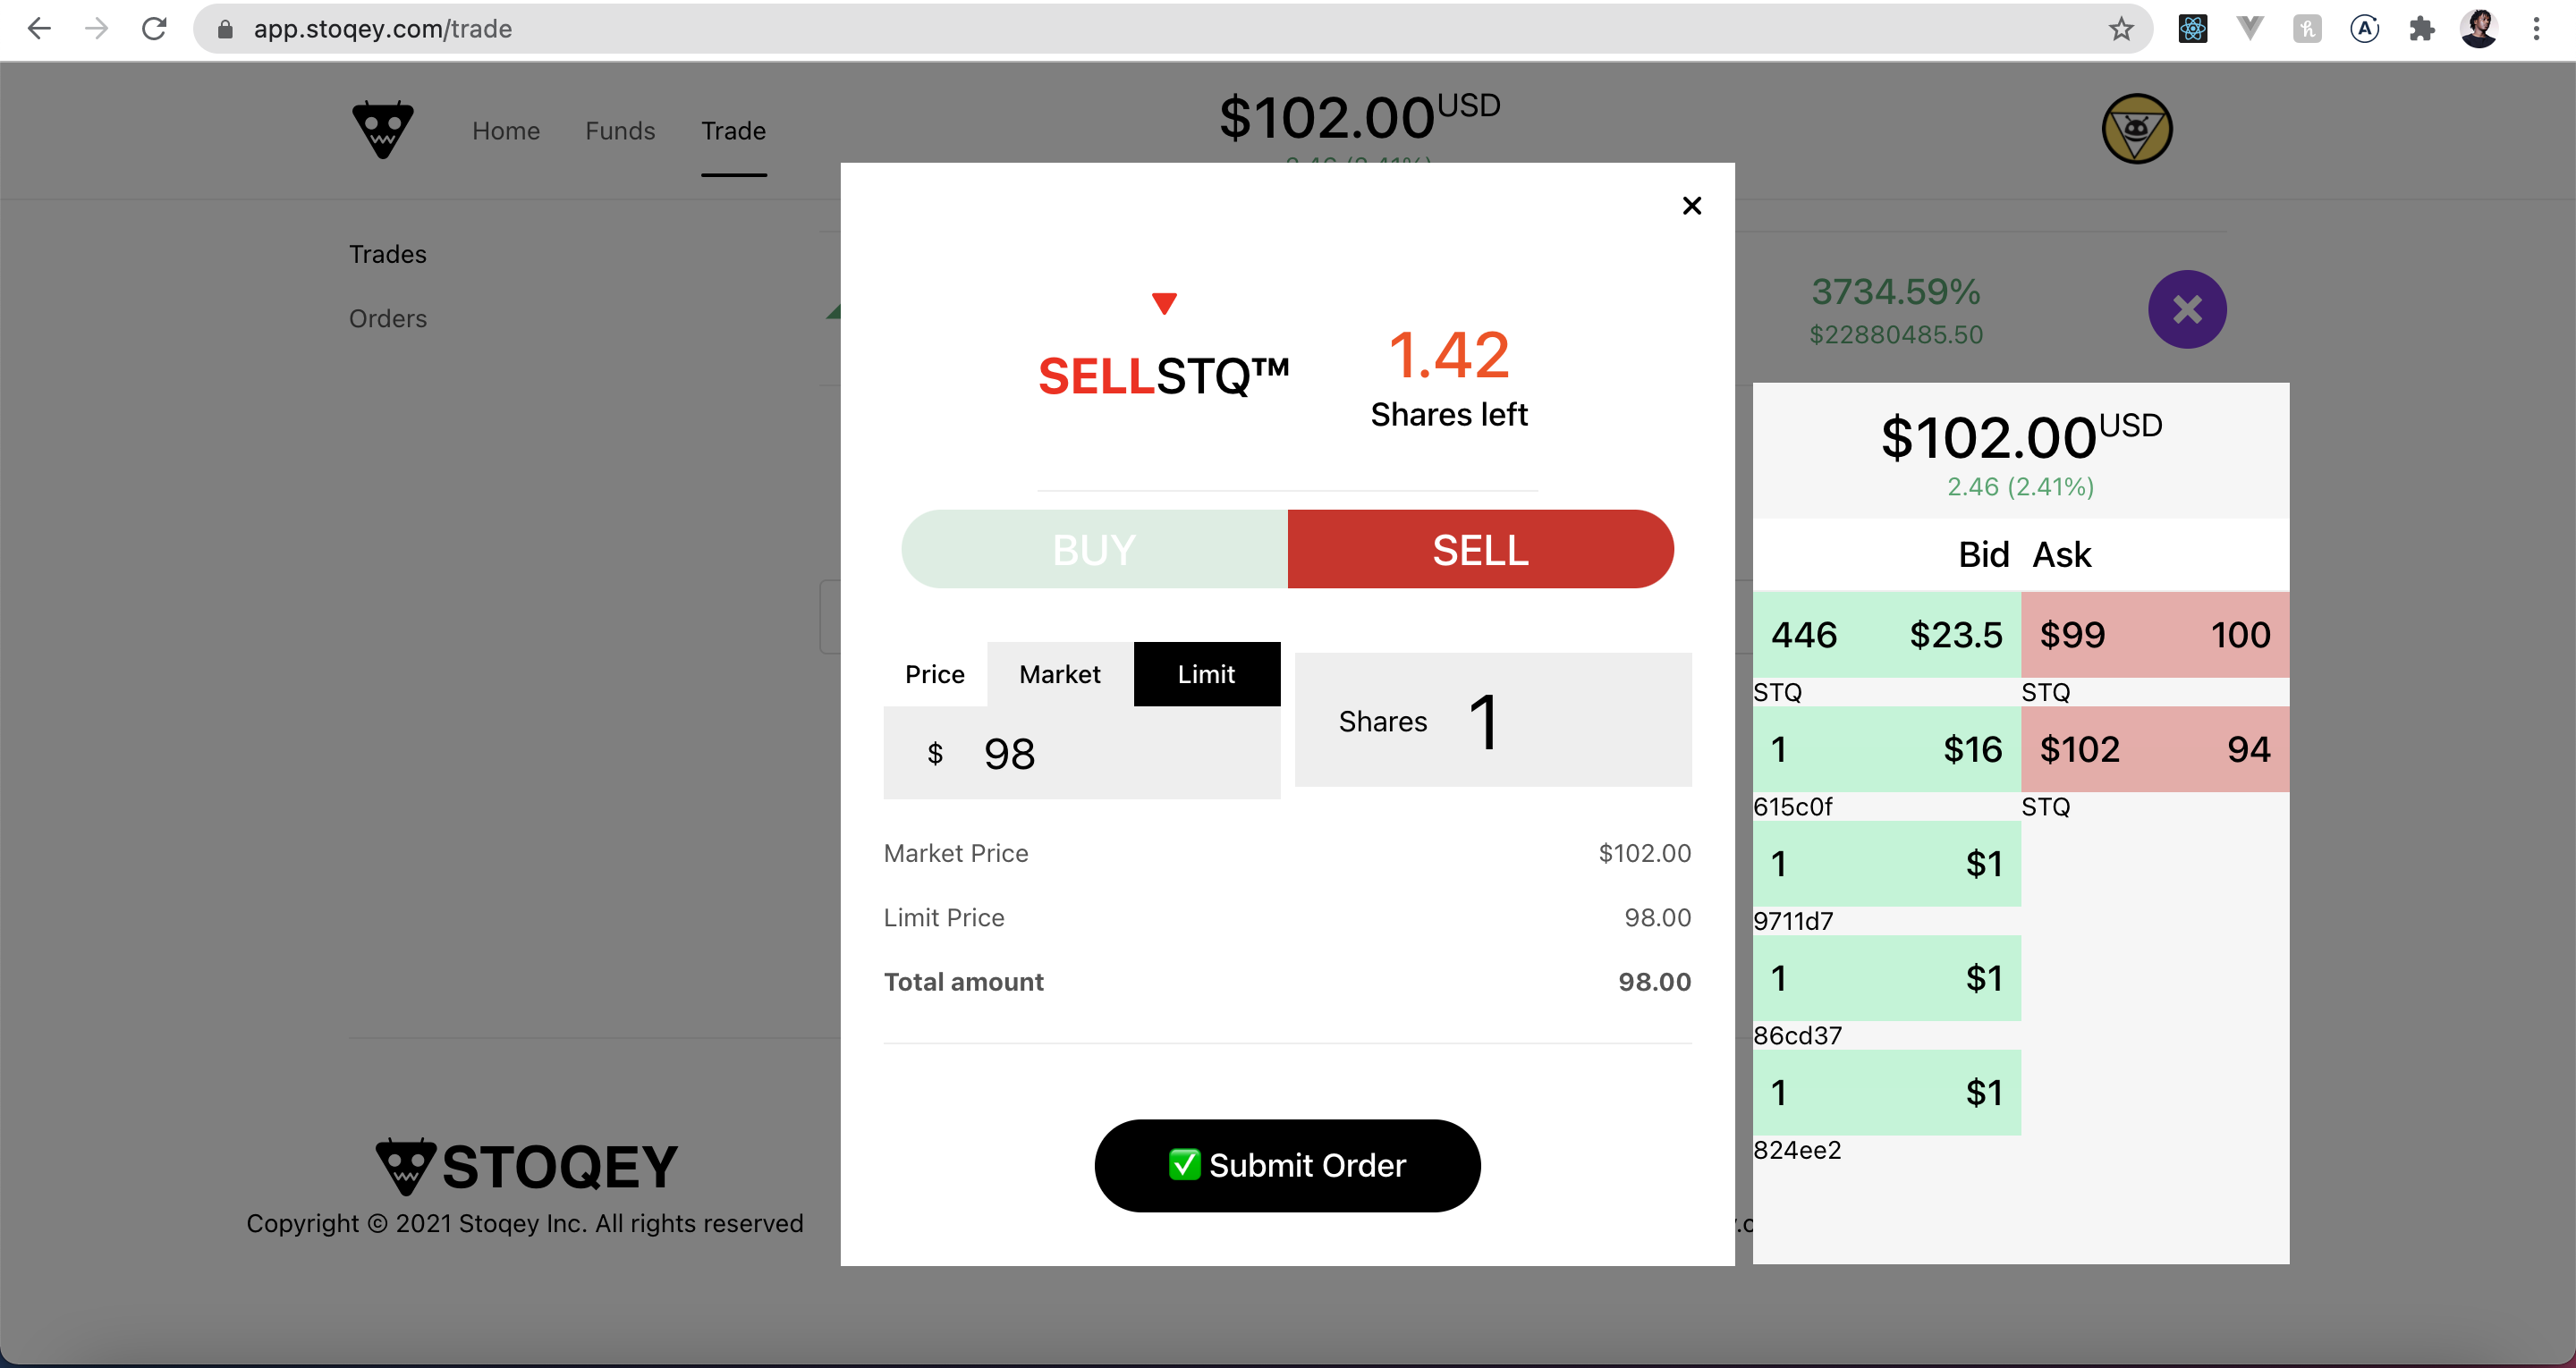 app.stoqey.com/trade
Home Funds Trade
$102.00 USD
Trades
Orders
3734.59%
$22880485.50
SELLSTQ™
1.42
Shares left
BUY SELL
Price Market Limit
$ 98
Shares 1
Market Price $102.00
Limit Price 98.00
Total amount 98.00
✅ Submit Order
$102.00 USD
2.46 (2.41%)
Bid Ask
446 $23.5 $99 100
STQ STQ
1 $16 $102 94
615c0f STQ
1 $1
9711d7
1 $1
86cd37
1 $1
824ee2
STOQEY
Copyright © 2021 Stoqey Inc. All rights reserved